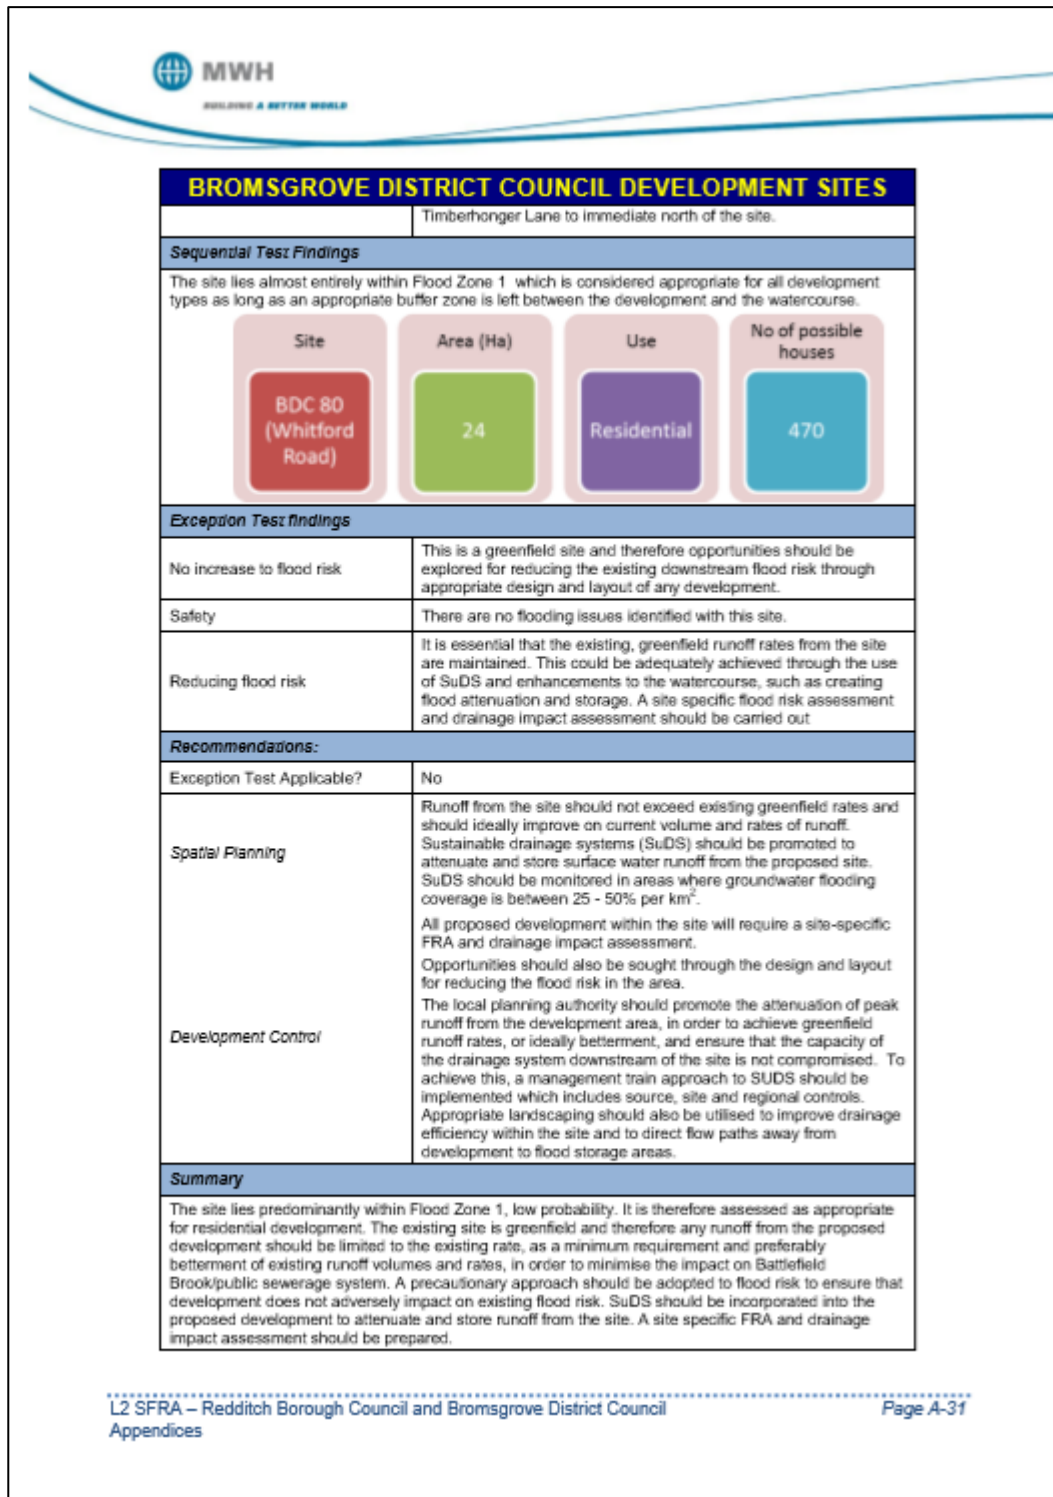 MWH
BUILDING A BETTER WORLD
BROMSGROVE DISTRICT COUNCIL DEVELOPMENT SITES
Timberhonger Lane to immediate north of the site.
Sequential Test Findings
The site lies almost entirely within Flood Zone 1 which is considered appropriate for all development
types as long as an appropriate buffer zone is left between the development and the watercourse.
Site
Area (Ha)
Use
No of possible
houses
BDC 80
(Whitford
Road)
24
Residential
470
Exception Test findings
No increase to flood risk
This is a greenfield site and therefore opportunities should be
explored for reducing the existing downstream flood risk through
appropriate design and layout of any development.
Safety
There are no flooding issues identified with this site.
Reducing flood risk
It is essential that the existing, greenfield runoff rates from the site
are maintained. This could be adequately achieved through the use
of SuDS and enhancements to the watercourse, such as creating
flood attenuation and storage. A site specific flood risk assessment
and drainage impact assessment should be carried out
Recommendations:
Exception Test Applicable?
No
Spatial Planning
Runoff from the site should not exceed existing greenfield rates and
should ideally improve on current volume and rates of runoff.
Sustainable drainage systems (SuDS) should be promoted to
attenuate and store surface water runoff from the proposed site.
SuDS should be monitored in areas where groundwater flooding
coverage is between 25 - 50% per km².
All proposed development within the site will require a site-specific
FRA and drainage impact assessment.
Opportunities should also be sought through the design and layout
for reducing the flood risk in the area.
Development Control
The local planning authority should promote the attenuation of peak
runoff from the development area, in order to achieve greenfield
runoff rates, or ideally betterment, and ensure that the capacity of
the drainage system downstream of the site is not compromised. To
achieve this, a management train approach to SUDS should be
implemented which includes source, site and regional controls.
Appropriate landscaping should also be utilised to improve drainage
efficiency within the site and to direct flow paths away from
development to flood storage areas.
Summary
The site lies predominantly within Flood Zone 1, low probability. It is therefore assessed as appropriate
for residential development. The existing site is greenfield and therefore any runoff from the proposed
development should be limited to the existing rate, as a minimum requirement and preferably
betterment of existing runoff volumes and rates, in order to minimise the impact on Battlefield
Brook/public sewerage system. A precautionary approach should be adopted to flood risk to ensure that
development does not adversely impact on existing flood risk. SuDS should be incorporated into the
proposed development to attenuate and store runoff from the site. A site specific FRA and drainage
impact assessment should be prepared.
L2 SFRA – Redditch Borough Council and Bromsgrove District Council
Appendices
Page A-31